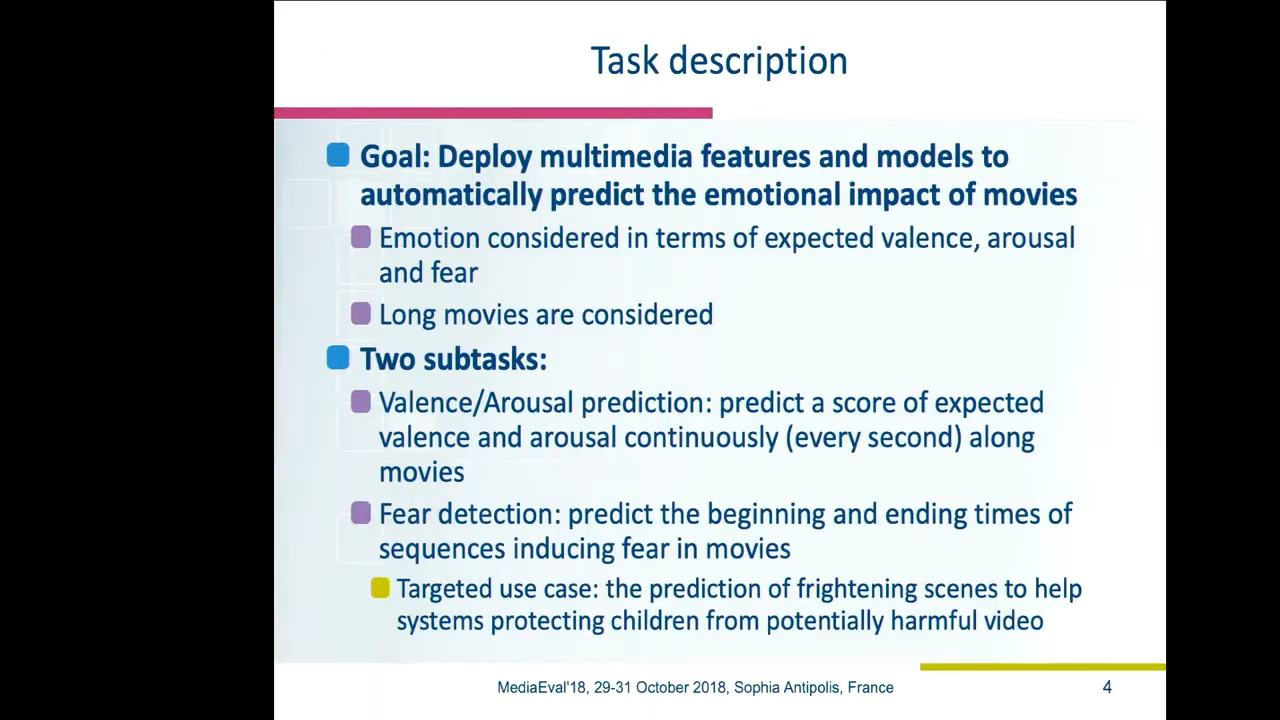 Task description
Goal: Deploy multimedia features and models to
automatically predict the emotional impact of movies
Emotion considered in terms of expected valence, arousal
and fear
Long movies are considered
Two subtasks:
Valence/Arousal prediction: predict a score of expected
valence and arousal continuously (every second) along
movies
Fear detection: predict the beginning and ending times of
sequences inducing fear in movies
Targeted use case: the prediction of frightening scenes to help
systems protecting children from potentially harmful video
MediaEval'18, 29-31 October 2018, Sophia Antipolis, France
4